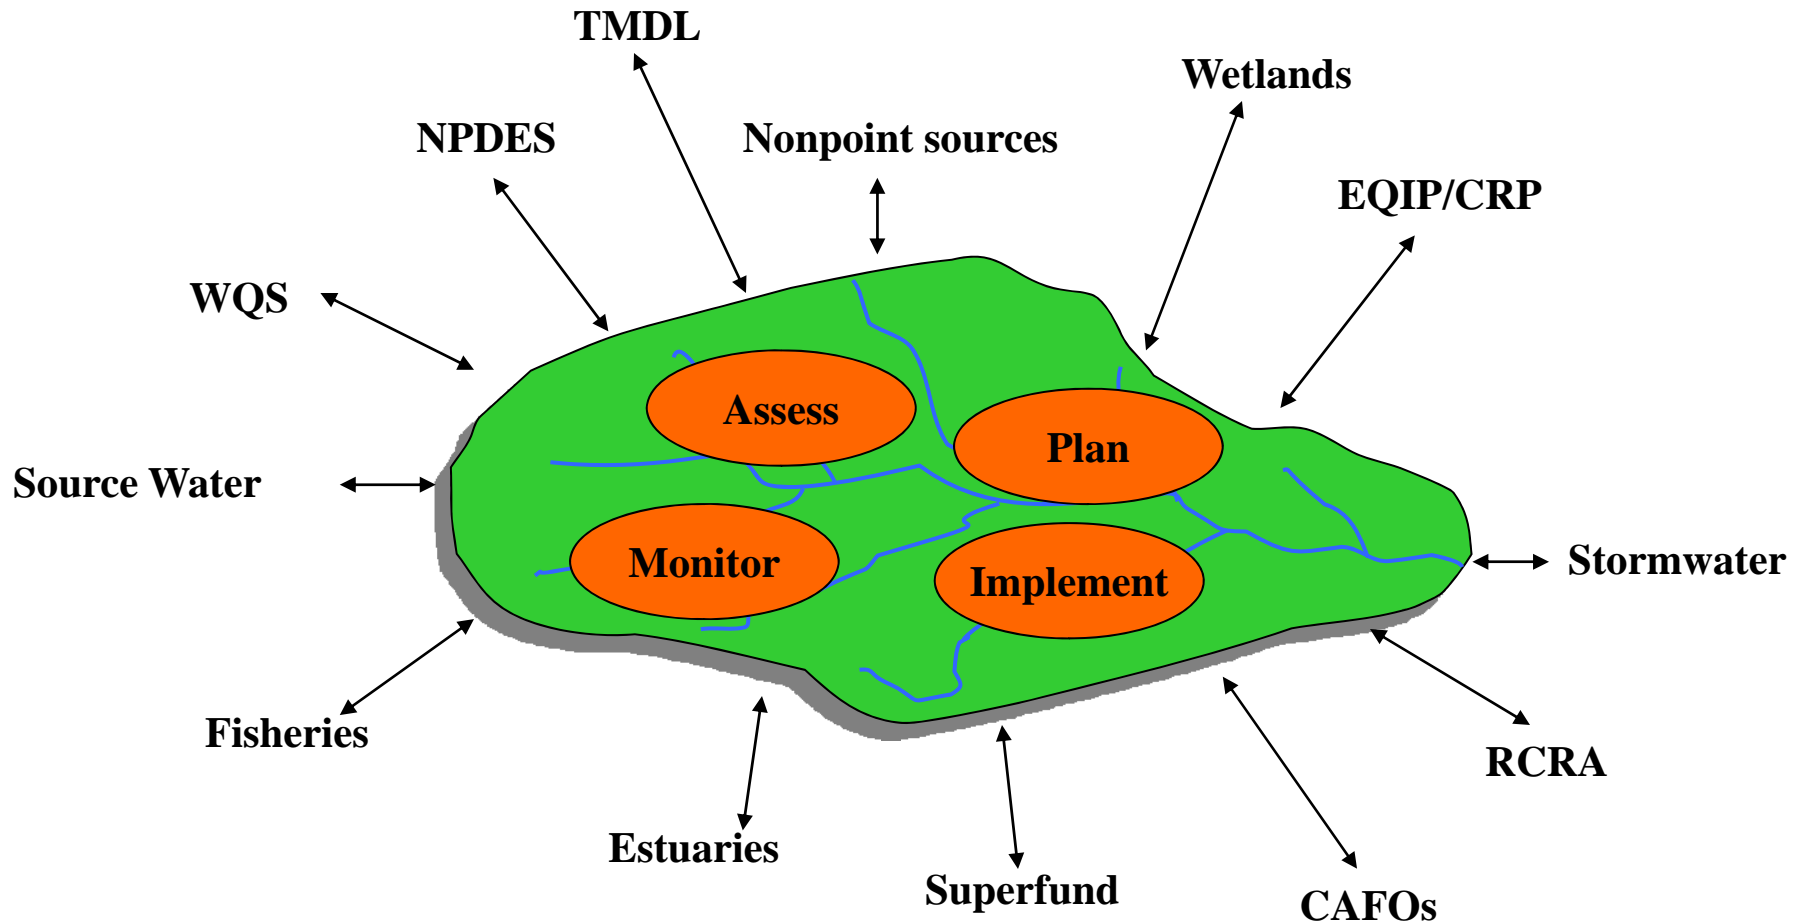 TMDL
Wetlands
NPDES
Nonpoint sources
EQIP/CRP
WQS
Assess
Plan
Source Water
Monitor
Implement
Stormwater
Fisheries
RCRA
Estuaries
Superfund
CAFOs